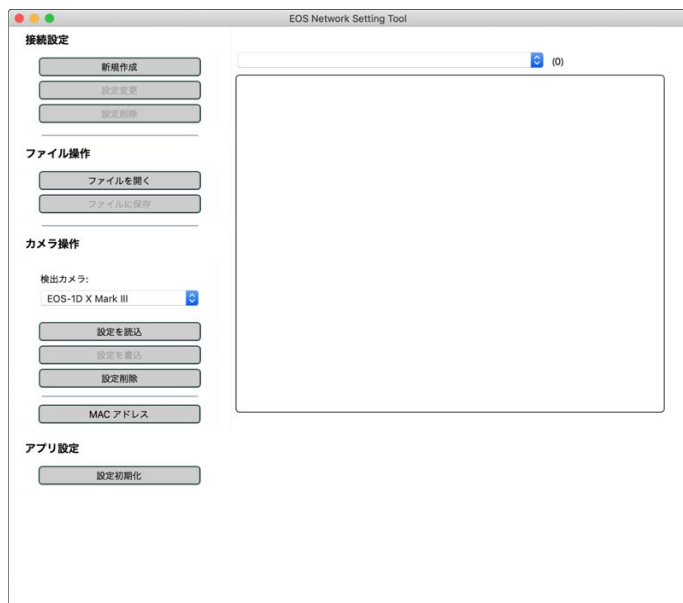 EOS Network Setting Tool
接続設定
新規作成
設定変更
設定削除
ファイル操作
ファイルを開く
ファイルに保存
カメラ操作
検出カメラ:
EOS-1D X Mark III
設定を読込
設定を書込
設定削除
MAC アドレス
アプリ設定
設定初期化
(0)